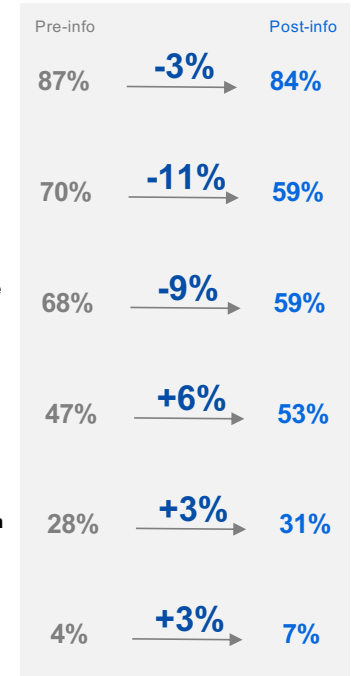 Pre-info Post-info
87% -3% 84%
70% -11% 59%
68% -9% 59%
47% +6% 53%
28% +3% 31%
4% +3% 7%